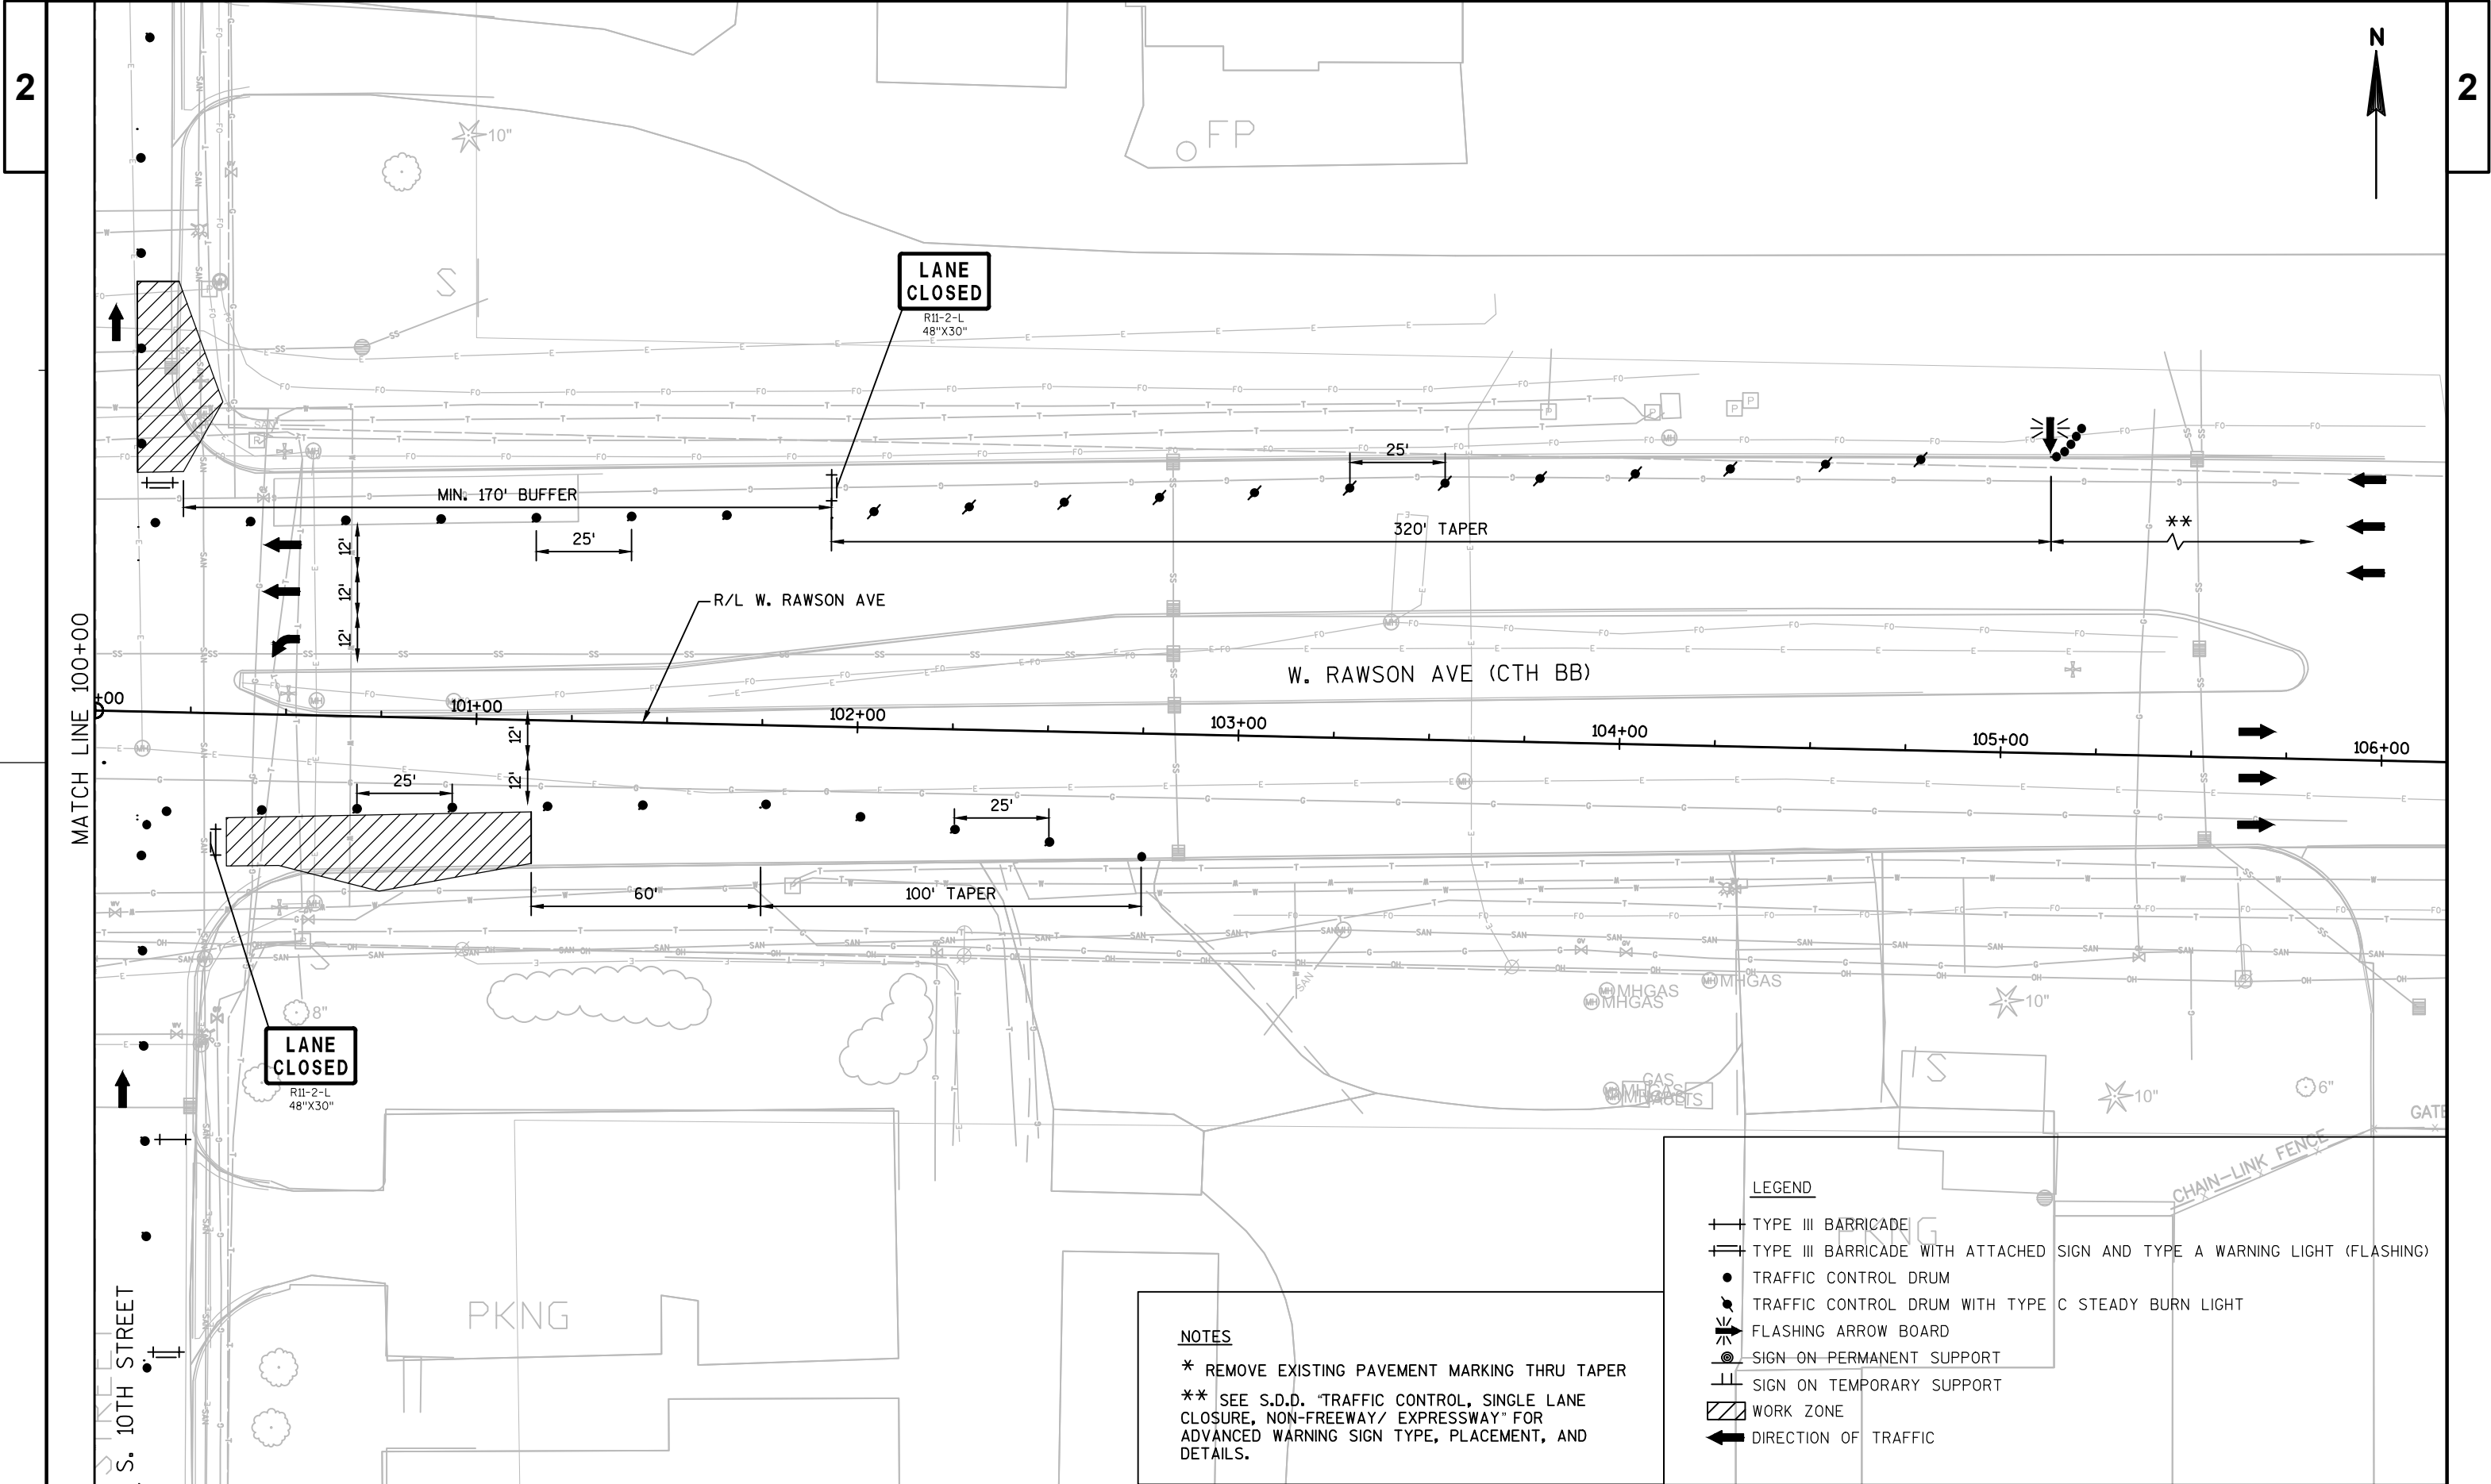 2
2
N
10"
FP
S
LANE
CLOSED
R11-2-L
48"X30"
25'
MIN. 170' BUFFER
25'
320' TAPER
**
12'
12'
12'
R/L W. RAWSON AVE
W. RAWSON AVE (CTH BB)
MATCH LINE 100+00
+00
101+00
102+00
103+00
104+00
105+00
106+00
12'
12'
25'
25'
60'
100' TAPER
8"
LANE
CLOSED
R11-2-L
48"X30"
MHGAS
MHGAS
MHGAS
10"
GAS
MHGAS
10"
6"
GATE
CHAIN-LINK FENCE
PKNG
PKNG
S. 10TH STREET
NOTES
* REMOVE EXISTING PAVEMENT MARKING THRU TAPER
** SEE S.D.D. "TRAFFIC CONTROL, SINGLE LANE
CLOSURE, NON-FREEWAY/ EXPRESSWAY" FOR
ADVANCED WARNING SIGN TYPE, PLACEMENT, AND
DETAILS.
LEGEND
TYPE III BARRICADE
TYPE III BARRICADE WITH ATTACHED SIGN AND TYPE A WARNING LIGHT (FLASHING)
TRAFFIC CONTROL DRUM
TRAFFIC CONTROL DRUM WITH TYPE C STEADY BURN LIGHT
FLASHING ARROW BOARD
SIGN ON PERMANENT SUPPORT
SIGN ON TEMPORARY SUPPORT
WORK ZONE
DIRECTION OF TRAFFIC